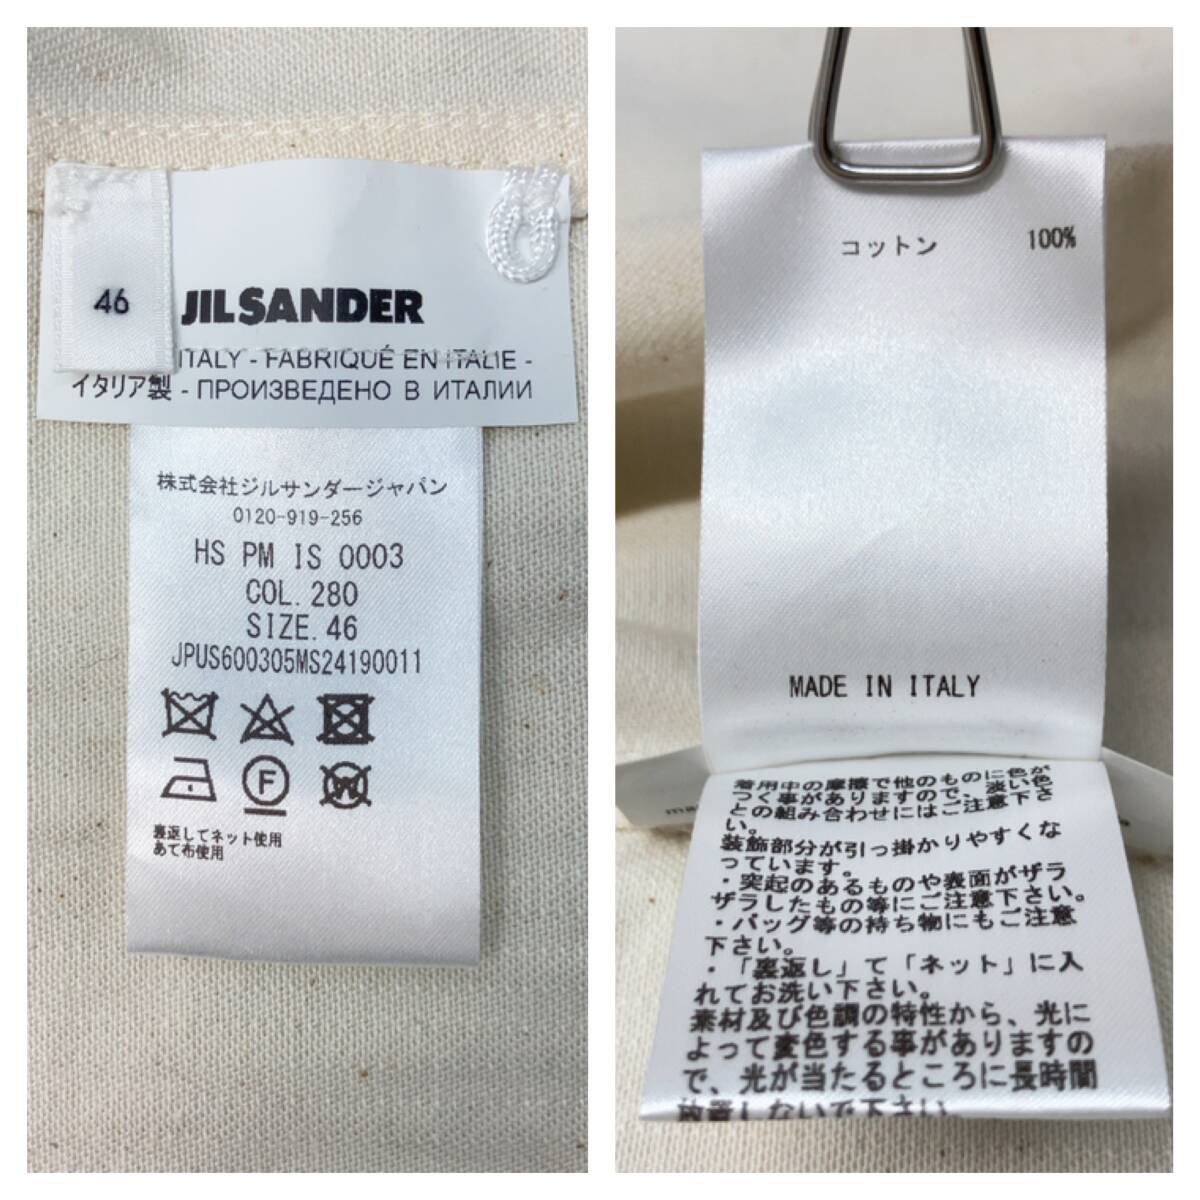 46
JIL SANDER
ITALY - FABRIQUÉ EN ITALIE -
イタリア製 - ПРОИЗВЕДЕНО В ИТАЛИИ
株式会社ジルサンダージャパン
0120-919-256
HS PM IS 0003
COL. 280
SIZE. 46
JPUS600305MS24190011
F
W
裏返してネット使用
あて布使用
コットン 100%
MADE IN ITALY
着用中の摩擦で他のものに色が
つく事がありますので、淡い色
との組み合わせにはご注意下さ
い。
装飾部分が引っ掛かりやすくな
っています。
・突起のあるものや表面がザラ
ザラしたもの等にご注意下さい。
・バッグ等の持ち物にもご注意
下さい。
・「裏返し」て「ネット」に入
れてお洗い下さい。
素材及び色調の特性から、光に
よって変色する事がありますの
で、光が当たるところに長時間
放置しないで下さい。